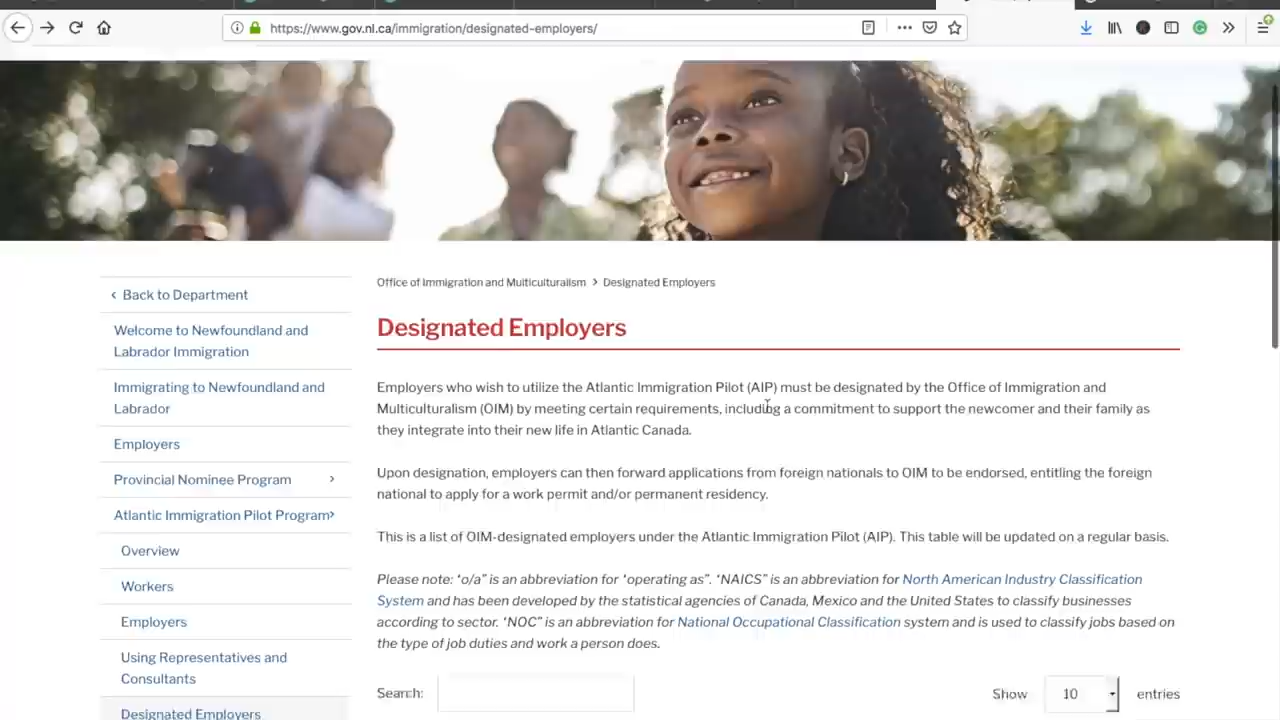 https://www.gov.nl.ca/immigration/designated-employers/
Office of Immigration and Multiculturalism > Designated Employers
‹ Back to Department
Welcome to Newfoundland and
Labrador Immigration
Immigrating to Newfoundland and
Labrador
Employers
Provincial Nominee Program ›
Atlantic Immigration Pilot Program›
Overview
Workers
Employers
Using Representatives and
Consultants
Designated Employers
Designated Employers
Employers who wish to utilize the Atlantic Immigration Pilot (AIP) must be designated by the Office of Immigration and
Multiculturalism (OIM) by meeting certain requirements, including a commitment to support the newcomer and their family as
they integrate into their new life in Atlantic Canada.
Upon designation, employers can then forward applications from foreign nationals to OIM to be endorsed, entitling the foreign
national to apply for a work permit and/or permanent residency.
This is a list of OIM-designated employers under the Atlantic Immigration Pilot (AIP). This table will be updated on a regular basis.
Please note: ‘o/a” is an abbreviation for ‘operating as”. ‘NAICS” is an abbreviation for North American Industry Classification
System and has been developed by the statistical agencies of Canada, Mexico and the United States to classify businesses
according to sector. ‘NOC” is an abbreviation for National Occupational Classification system and is used to classify jobs based on
the type of job duties and work a person does.
Search:
Show 10 entries